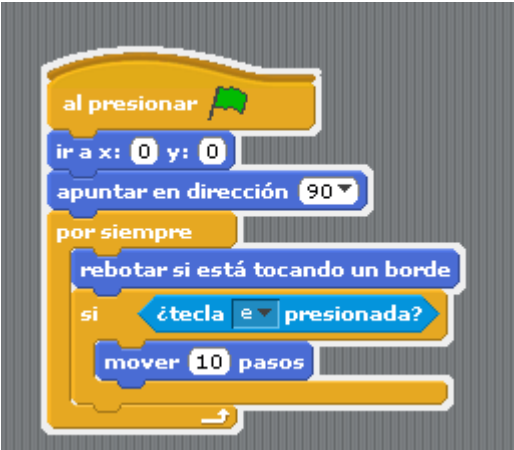 al presionar
ir a x: 0 y: 0
apuntar en dirección 90
por siempre
rebotar si está tocando un borde
si ¿tecla e presionada?
mover 10 pasos